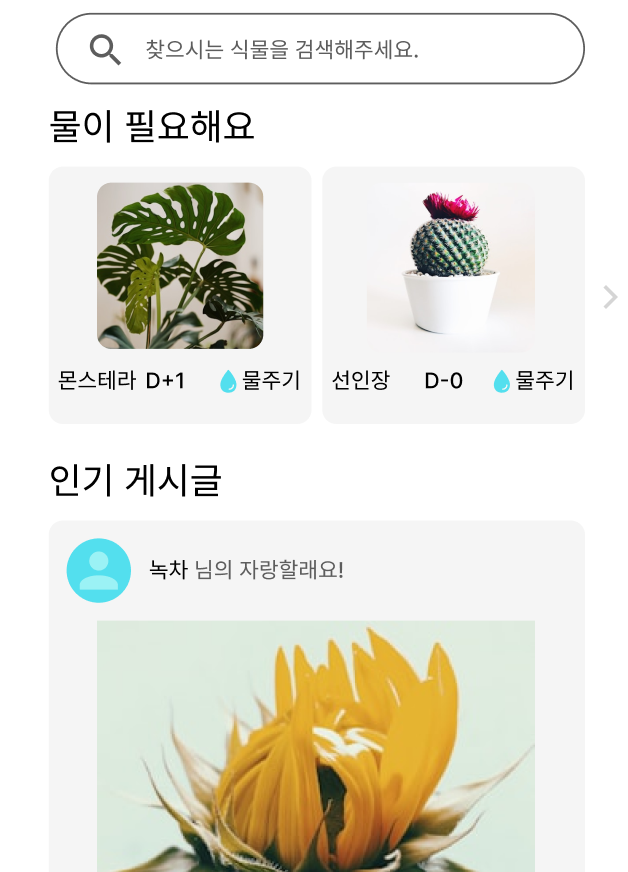 찾으시는 식물을 검색해주세요.
물이 필요해요
몬스테라 D+1 물주기
선인장 D-0 물주기
인기 게시글
녹차 님의 자랑할래요!